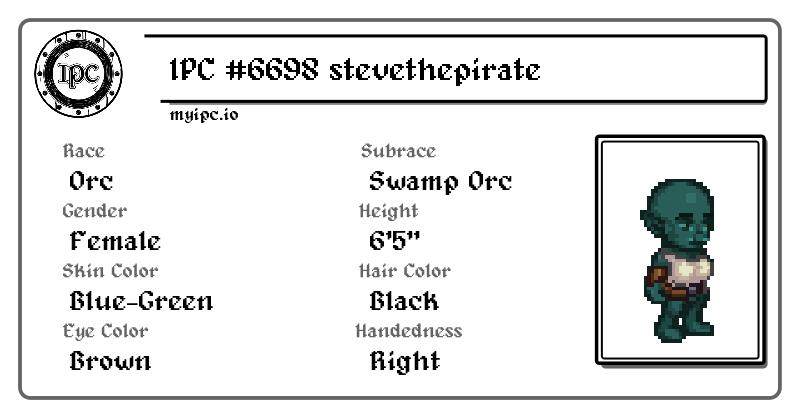 IPC
IPC #6698 stevethepirate
myipc.io
Race
Orc
Subrace
Swamp Orc
Gender
Female
Height
6'5"
Skin Color
Blue-Green
Hair Color
Black
Eye Color
Brown
Handedness
Right